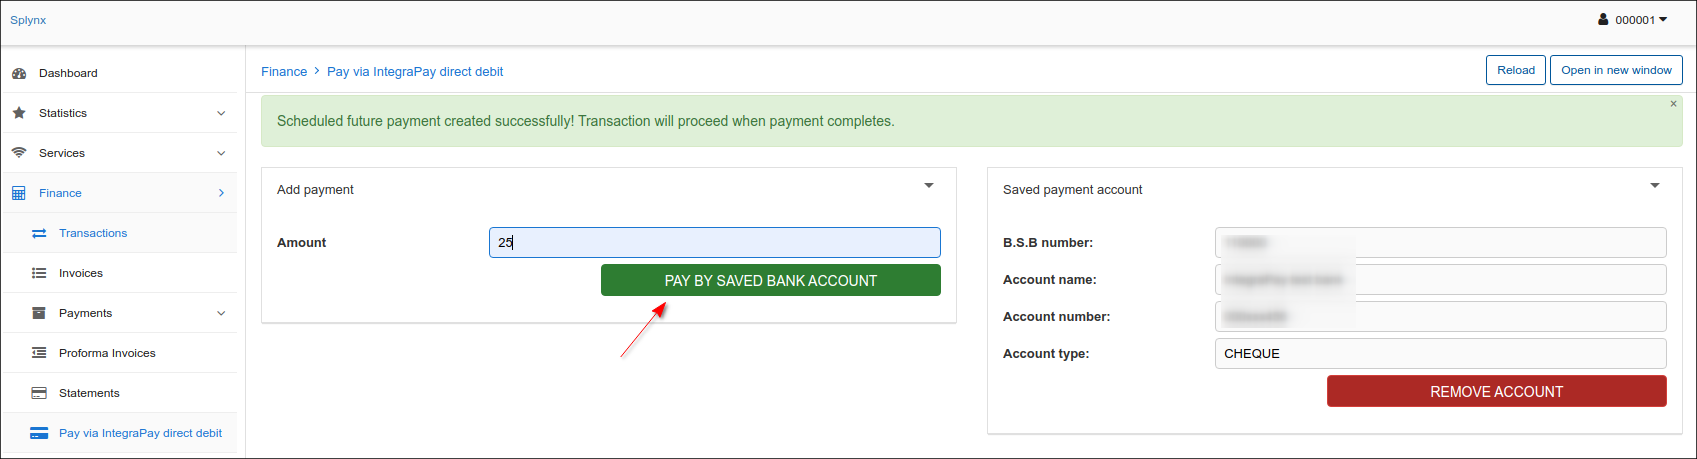 Splynx
000001
Dashboard
Statistics
Services
Finance
Transactions
Invoices
Payments
Proforma Invoices
Statements
Pay via IntegraPay direct debit
Finance > Pay via IntegraPay direct debit
Reload
Open in new window
Scheduled future payment created successfully! Transaction will proceed when payment completes.
×
Add payment
Amount
25
PAY BY SAVED BANK ACCOUNT
Saved payment account
B.S.B number:
Account name:
Account number:
Account type:
CHEQUE
REMOVE ACCOUNT